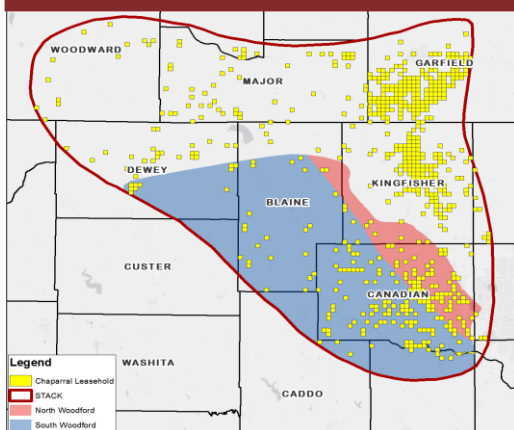 WOODWARD
GARFIELD
MAJOR
DEWEY
KINGFISHER
BLAINE
CUSTER
CANADIAN
WASHITA
CADDO
Legend
Chaparral Leasehold
STACK
North Woodford
South Woodford